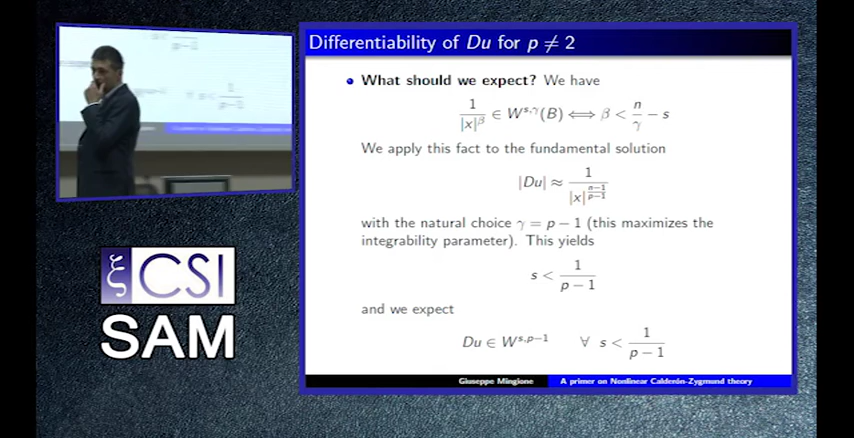 Differentiability of Du for p ≠ 2
What should we expect? We have
1/|x|^β ∈ W^{s,γ}(B) ⟺ β < n/γ − s
We apply this fact to the fundamental solution
|Du| ≈ 1/|x|^{(n−1)/(p−1)}
with the natural choice γ = p − 1 (this maximizes the
integrability parameter). This yields
s < 1/(p − 1)
and we expect
Du ∈ W^{s,p−1} ∀ s < 1/(p − 1)
Giuseppe Mingione A primer on Nonlinear Calderón-Zygmund theory
ξ CSI
SAM